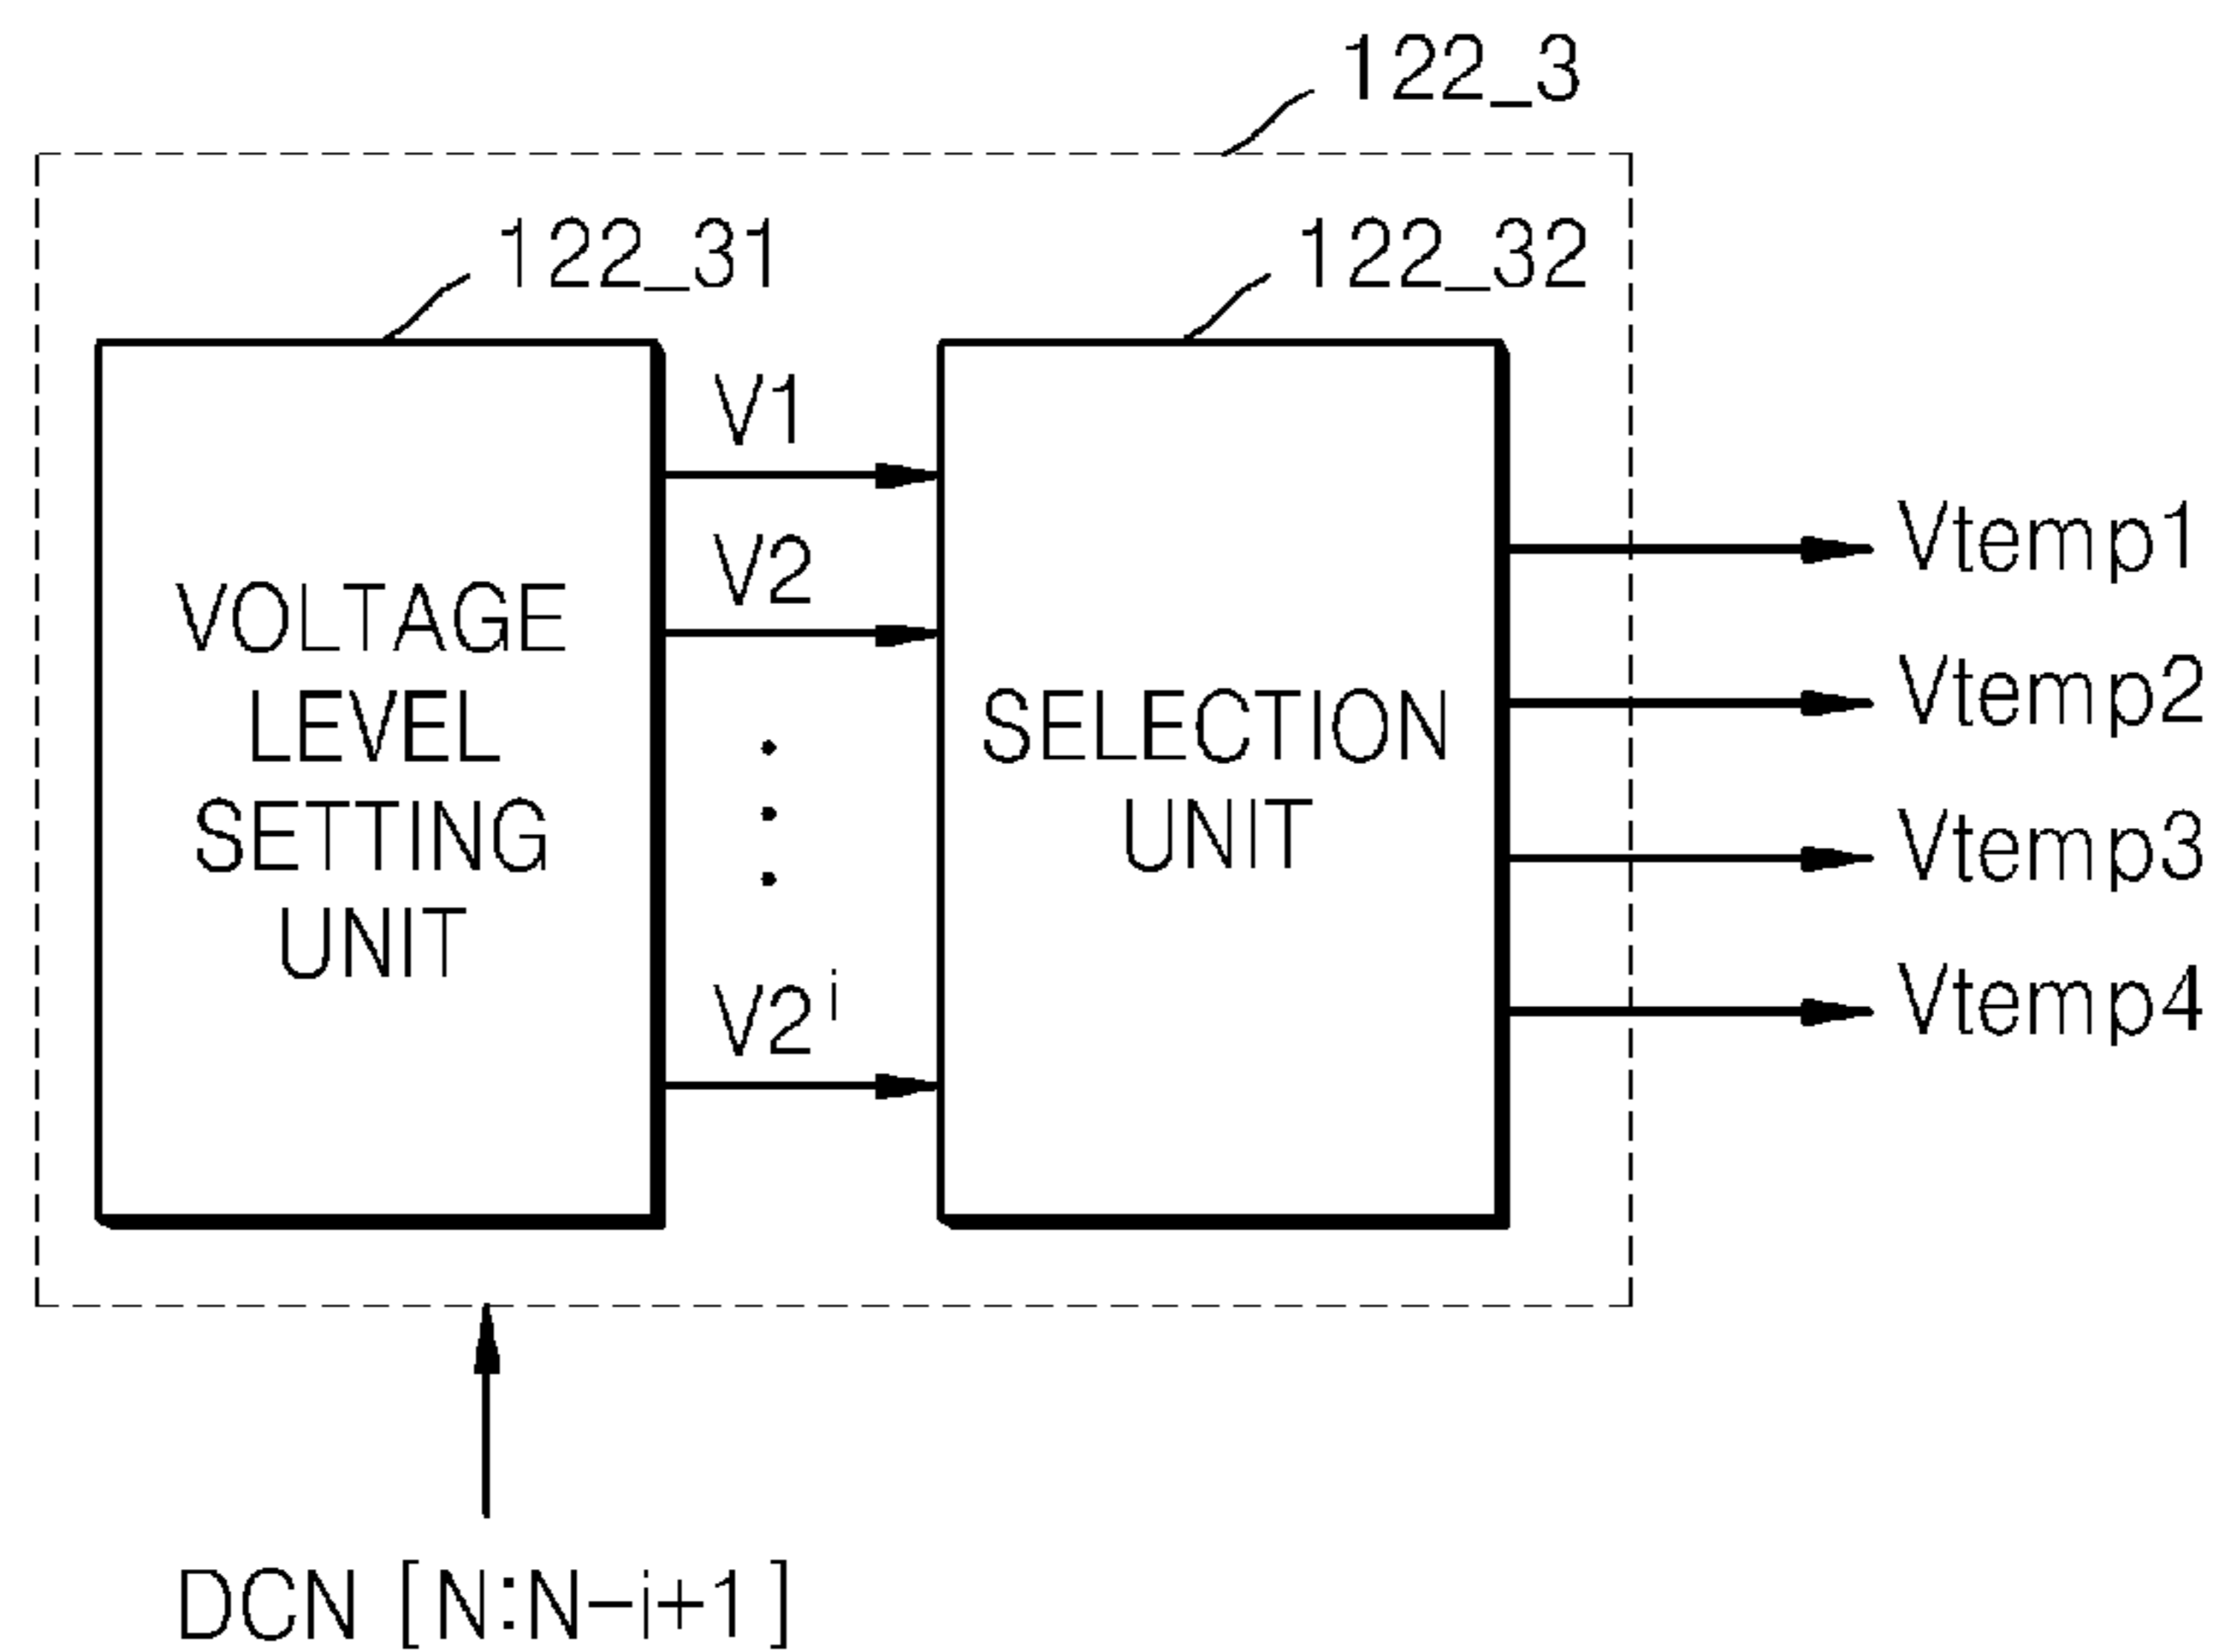 122_3
122_31
122_32
V1
V2
V2ⁱ
VOLTAGE
LEVEL
SETTING
UNIT
SELECTION
UNIT
Vtemp1
Vtemp2
Vtemp3
Vtemp4
DCN [N:N-i+1]